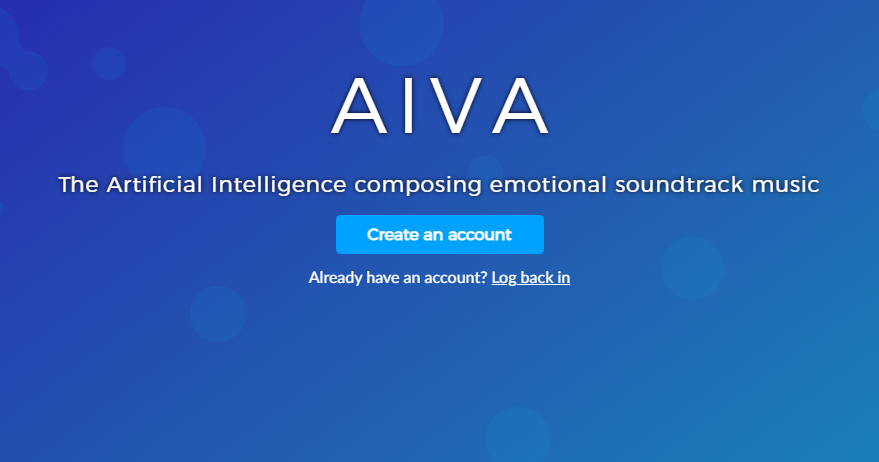 AIVA
The Artificial Intelligence composing emotional soundtrack music
Create an account
Already have an account? Log back in